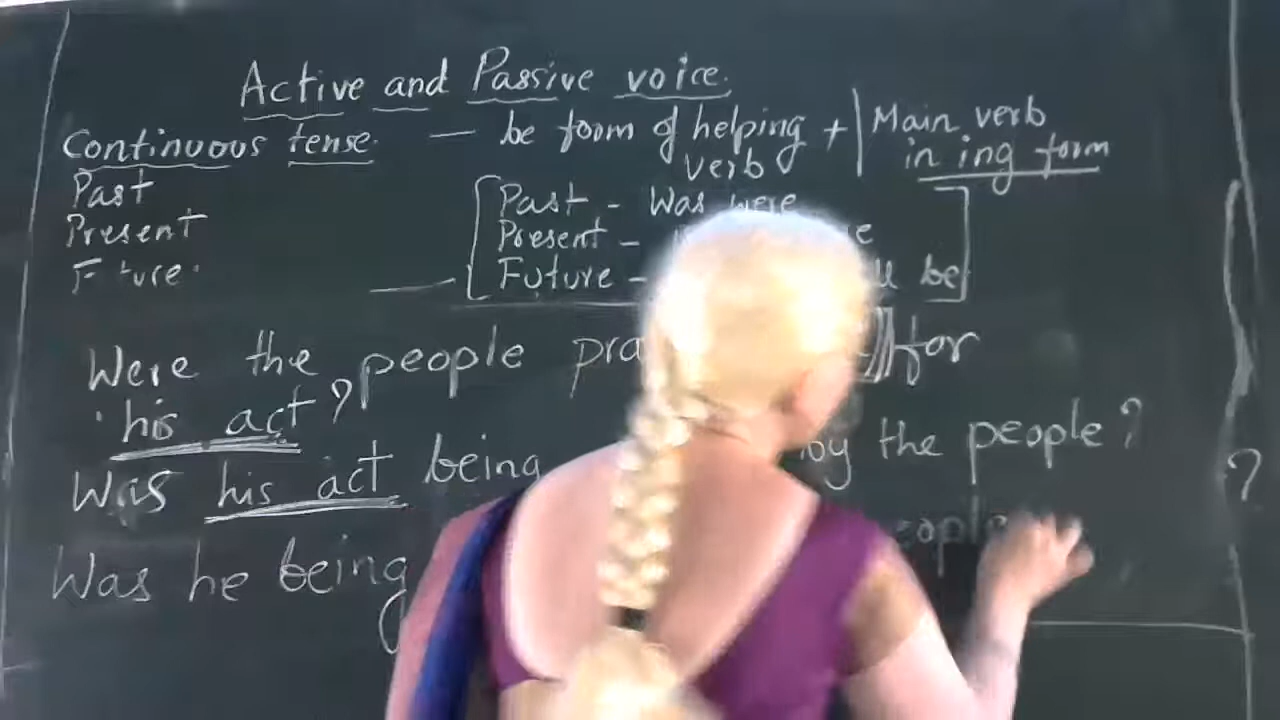 Active and Passive voice.
Continuous tense. — be form of helping verb + | Main verb in ing form
Past
Present
Future.
Past - Was were
Present -
Future - be
Were the people for
his act?
Was his act being by the people?
?
Was he being